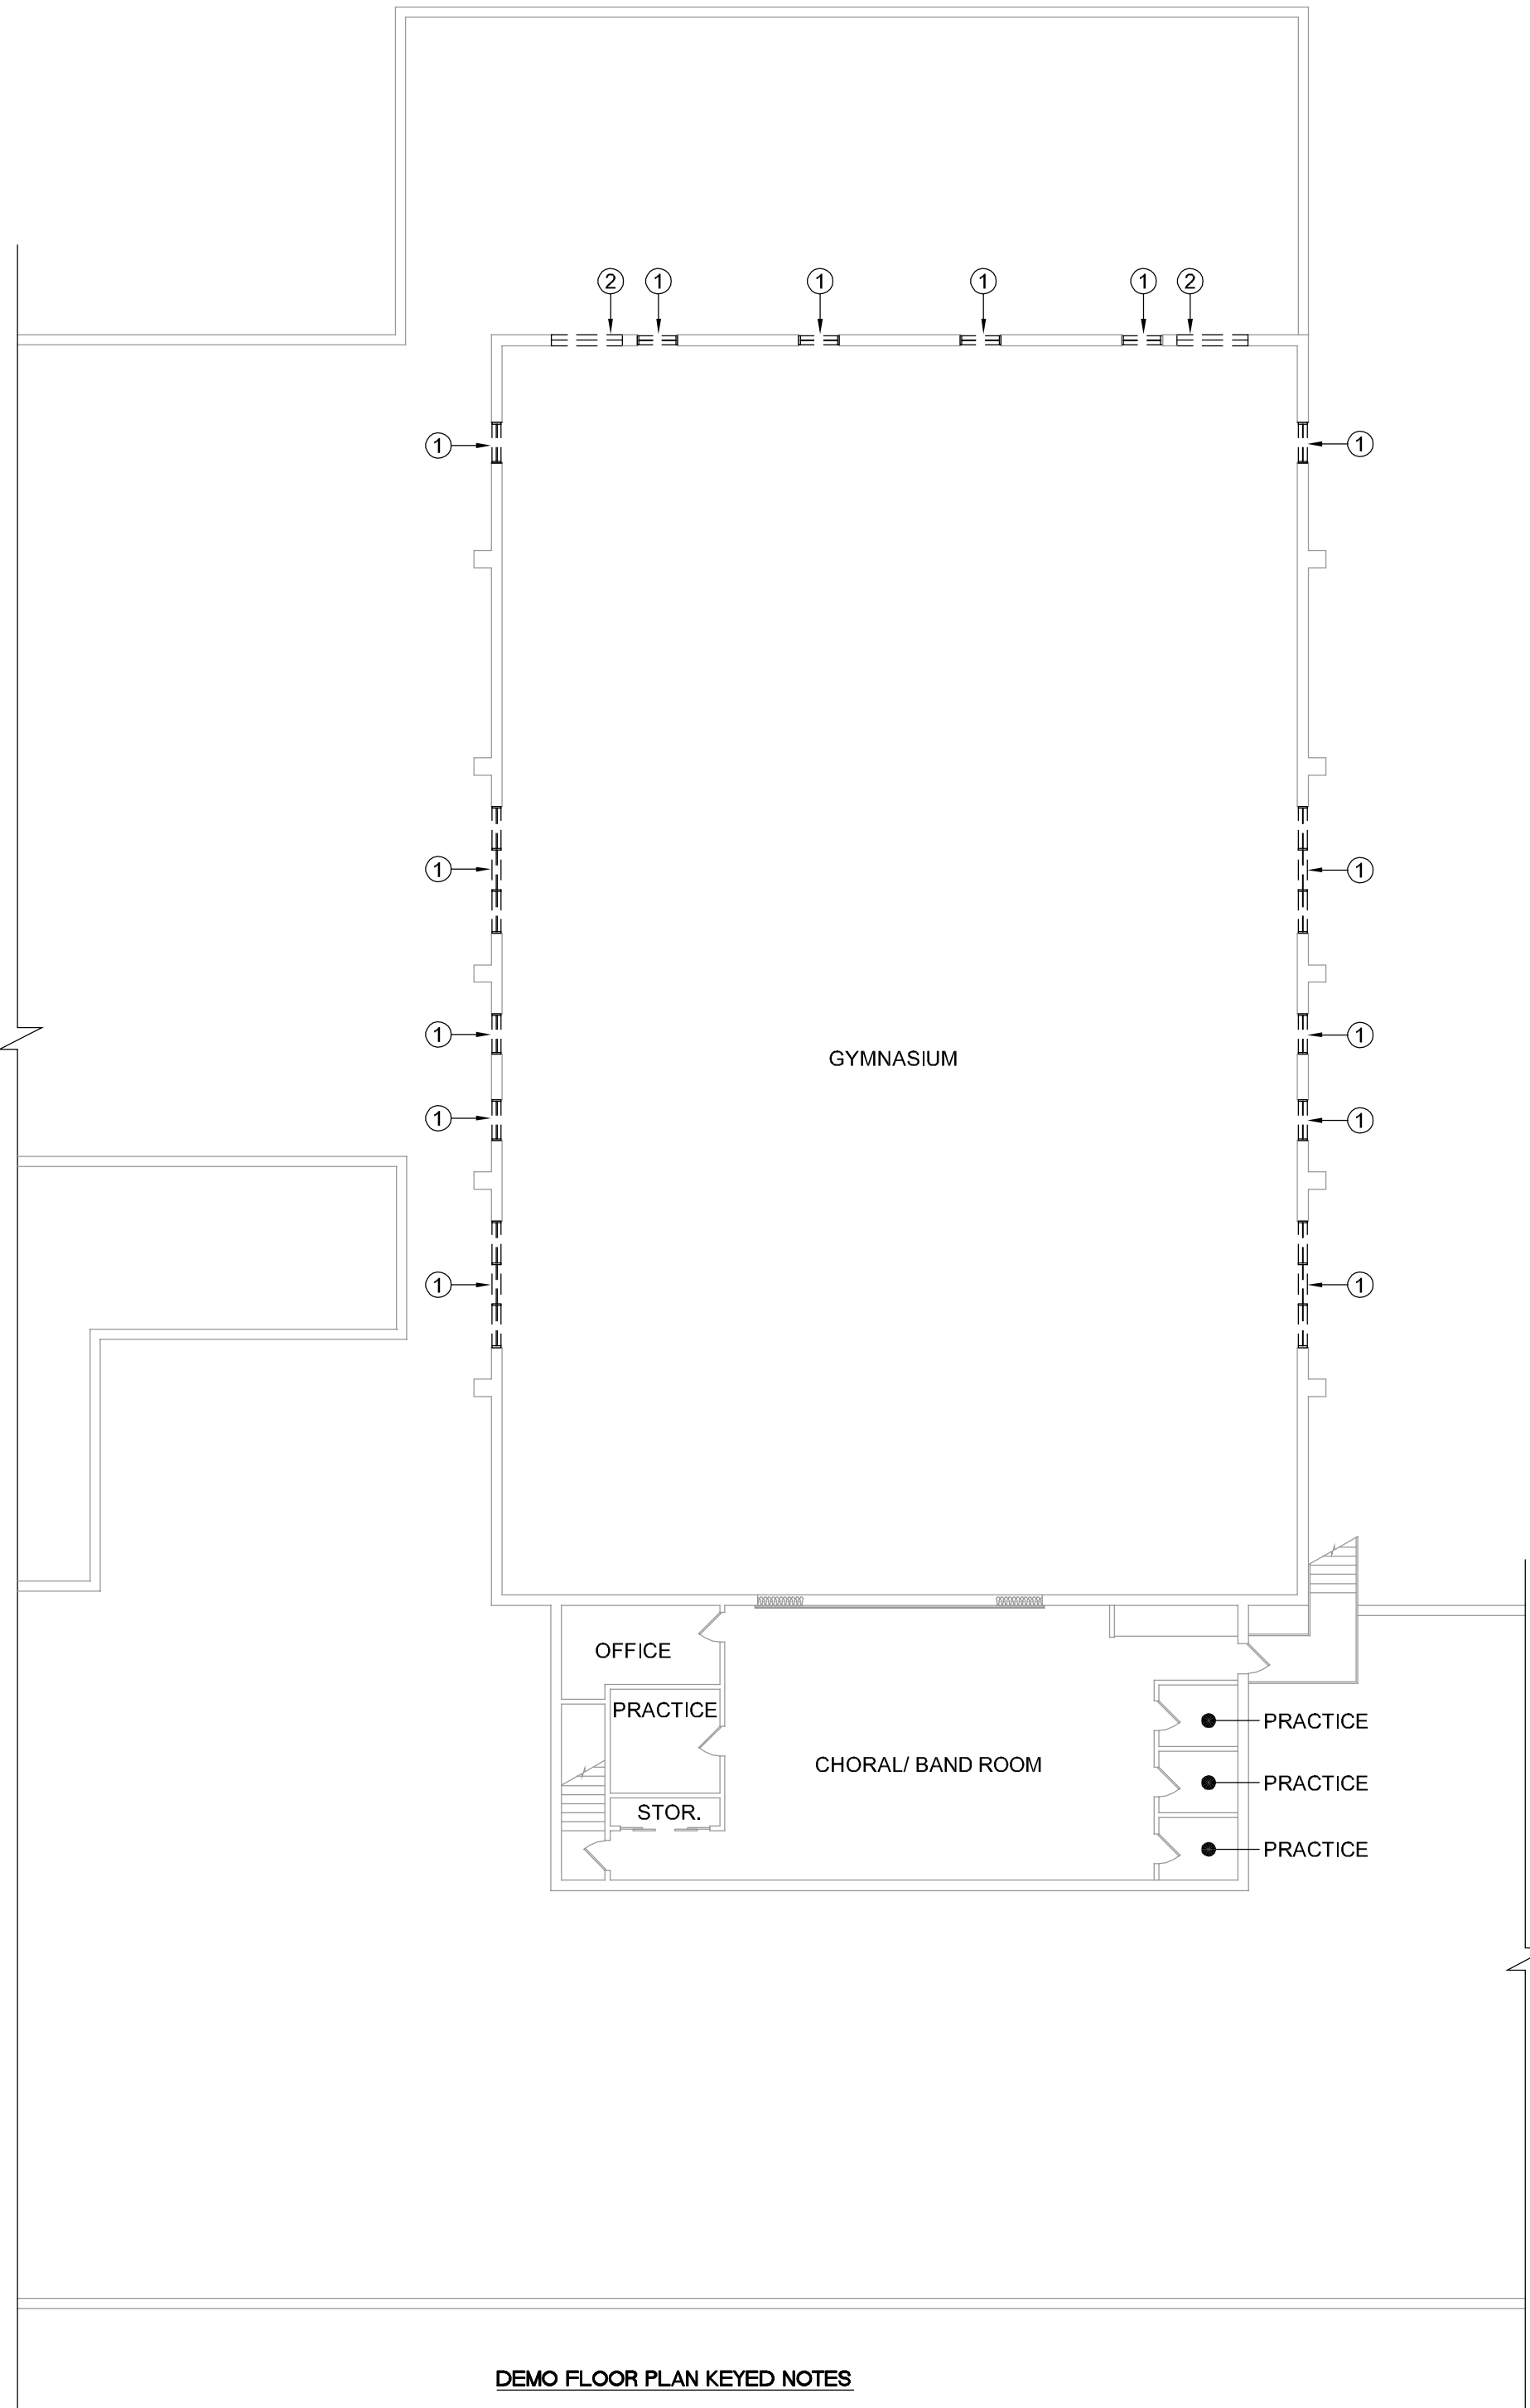 2 1 1 1 1 2
1 1
1 1
1 1
GYMNASIUM
1 1
1 1
OFFICE
PRACTICE
PRACTICE
CHORAL/ BAND ROOM
PRACTICE
STOR.
PRACTICE
DEMO FLOOR PLAN KEYED NOTES